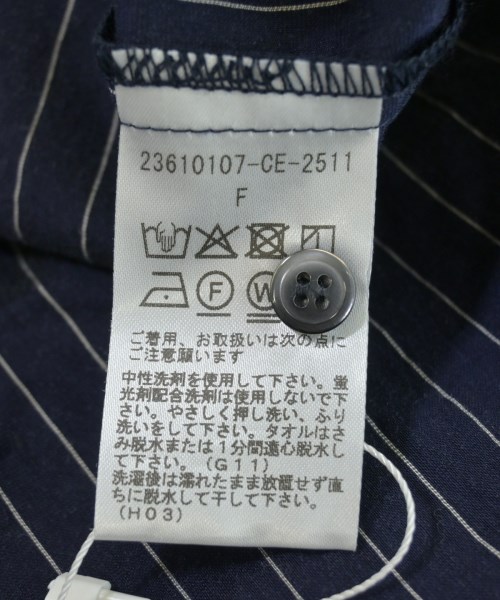 23610107-CE-2511
F
F W
ご着用、お取扱いは次の点に
ご注意願います
中性洗剤を使用して下さい。蛍
光剤配合洗剤は使用しないで下
さい。やさしく押し洗い、ふり
洗いをして下さい。タオルはさ
み脱水または1分間遠心脱水し
て下さい。(G11)
洗濯後は濡れたまま放置せず直
ちに脱水して干して下さい。
(H03)